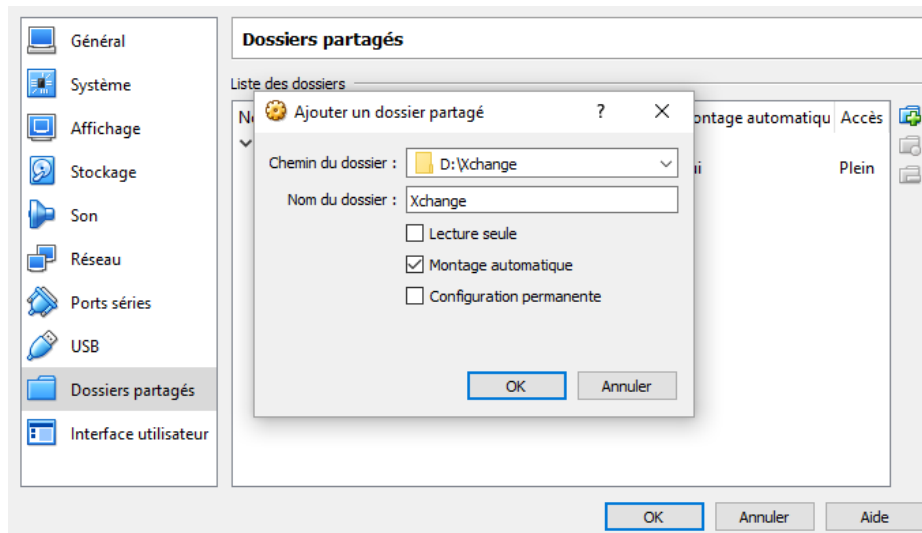 Général
Système
Affichage
Stockage
Son
Réseau
Ports séries
USB
Dossiers partagés
Interface utilisateur
Dossiers partagés
Liste des dossiers
ontage automatiqu Accès
Plein
Ajouter un dossier partagé ? X
Chemin du dossier : D:\Xchange
Nom du dossier : Xchange
Lecture seule
Montage automatique
Configuration permanente
OK Annuler
OK Annuler Aide